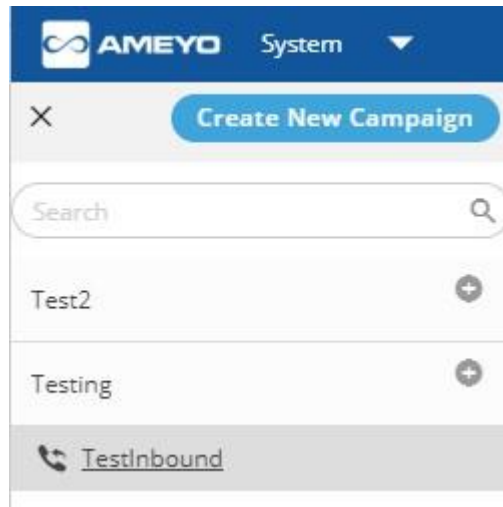 AMEYO System
Create New Campaign
Search
Test2
Testing
TestInbound